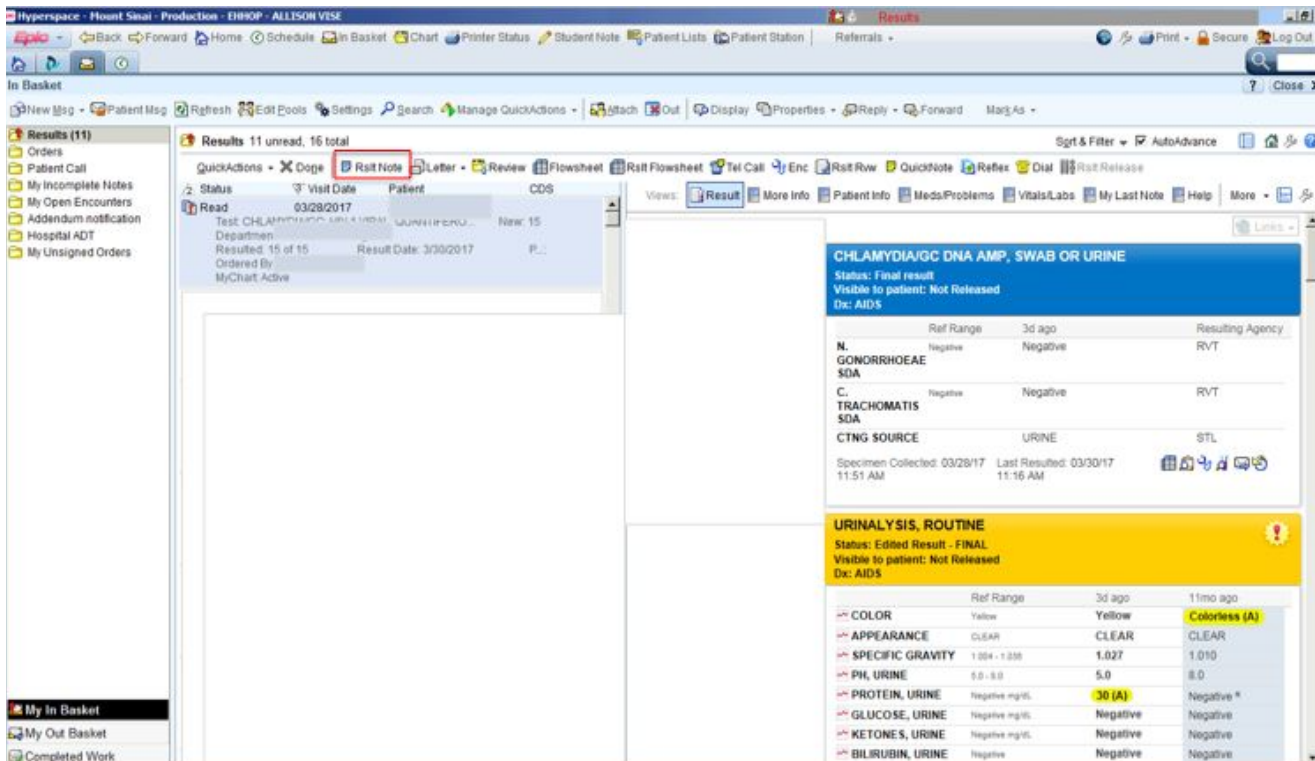 Hyperspace - Mount Sinai - Production - EHHOP - ALLISON VISE
Results
Epic
Back Forward Home Schedule In Basket Chart Printer Status Student Note Patient Lists Patient Station Referrals Print Secure Log Out
In Basket
? Close
New Msg Patient Msg Refresh Edit Pools Settings Search Manage QuickActions Attach Out Display Properties Reply Forward Mark As
Results (11)
Orders
Patient Call
My Incomplete Notes
My Open Encounters
Addendum notification
Hospital ADT
My Unsigned Orders
Results 11 unread, 16 total
Sort & Filter AutoAdvance
QuickActions Done Rslt Note Letter Review Flowsheet Rslt Flowsheet Tel Call Enc Rslt Rvw QuickNote Reflex Dial Rslt Release
Status Visit Date Patient CDS
Read 03/28/2017
Test: New: 15
Departmen
Resulted: 15 of 15 Result Date: 3/30/2017 P...:
Ordered By
MyChart: Active
Views: Result More Info Patient Info Meds/Problems Vitals/Labs My Last Note Help More
Links
CHLAMYDIA/GC DNA AMP, SWAB OR URINE
Status: Final result
Visible to patient: Not Released
Dx: AIDS
Ref Range 3d ago Resulting Agency
N. GONORRHOEAE SDA Negative Negative RVT
C. TRACHOMATIS SDA Negative Negative RVT
CTNG SOURCE URINE STL
Specimen Collected: 03/28/17 11:51 AM Last Resulted: 03/30/17 11:16 AM
URINALYSIS, ROUTINE
Status: Edited Result - FINAL
Visible to patient: Not Released
Dx: AIDS
Ref Range 3d ago 11mo ago
COLOR Yellow Yellow Colorless (A)
APPEARANCE CLEAR CLEAR CLEAR
SPECIFIC GRAVITY 1.027 1.010
PH, URINE 5.0 - 8.0 5.0 8.0
PROTEIN, URINE Negative mg/dL 30 (A) Negative *
GLUCOSE, URINE Negative mg/dL Negative Negative
KETONES, URINE Negative mg/dL Negative Negative
BILIRUBIN, URINE Negative Negative Negative
My In Basket
My Out Basket
Completed Work